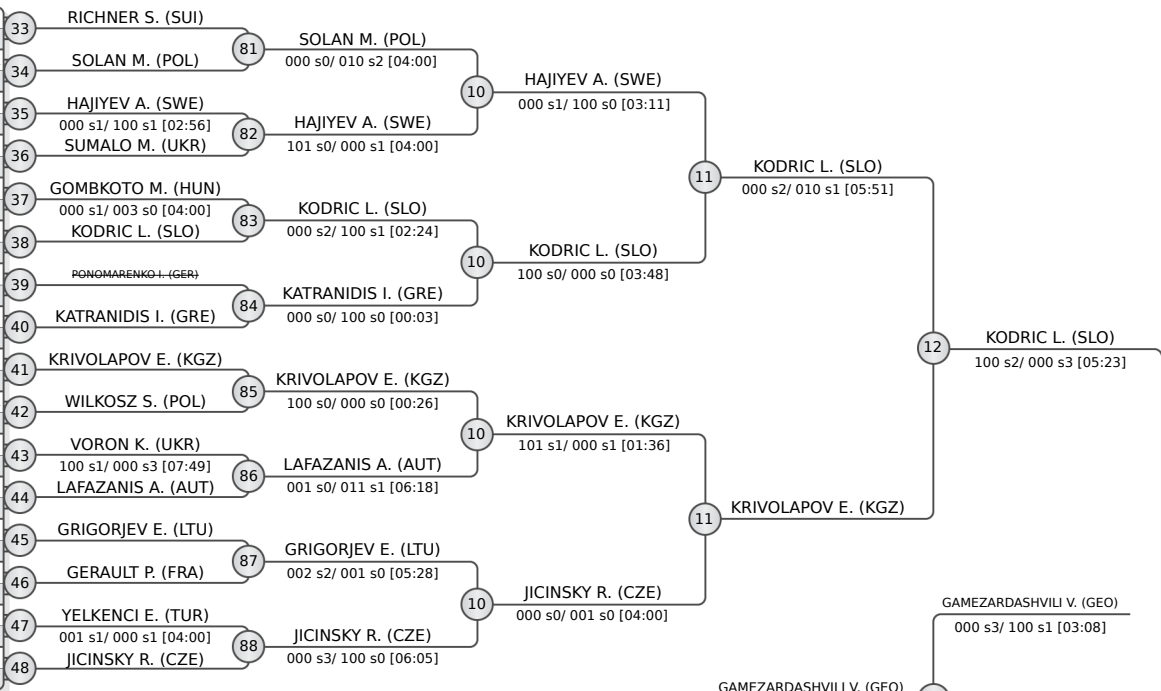 33
RICHNER S. (SUI)
34
SOLAN M. (POL)
35
HAJIYEV A. (SWE)
000 s1/ 100 s1 [02:56]
36
SUMALO M. (UKR)
37
GOMBKOTO M. (HUN)
000 s1/ 003 s0 [04:00]
38
KODRIC L. (SLO)
39
PONOMARENKO I. (GER)
40
KATRANIDIS I. (GRE)
41
KRIVOLAPOV E. (KGZ)
42
WILKOSZ S. (POL)
43
VORON K. (UKR)
100 s1/ 000 s3 [07:49]
44
LAFAZANIS A. (AUT)
45
GRIGORJEV E. (LTU)
46
GERAULT P. (FRA)
47
YELKENCI E. (TUR)
001 s1/ 000 s1 [04:00]
48
JICINSKY R. (CZE)
81
SOLAN M. (POL)
000 s0/ 010 s2 [04:00]
82
HAJIYEV A. (SWE)
101 s0/ 000 s1 [04:00]
83
KODRIC L. (SLO)
000 s2/ 100 s1 [02:24]
84
KATRANIDIS I. (GRE)
000 s0/ 100 s0 [00:03]
85
KRIVOLAPOV E. (KGZ)
100 s0/ 000 s0 [00:26]
86
LAFAZANIS A. (AUT)
001 s0/ 011 s1 [06:18]
87
GRIGORJEV E. (LTU)
002 s2/ 001 s0 [05:28]
88
JICINSKY R. (CZE)
000 s3/ 100 s0 [06:05]
10
HAJIYEV A. (SWE)
000 s1/ 100 s0 [03:11]
10
KODRIC L. (SLO)
100 s0/ 000 s0 [03:48]
10
KRIVOLAPOV E. (KGZ)
101 s1/ 000 s1 [01:36]
10
JICINSKY R. (CZE)
000 s0/ 001 s0 [04:00]
11
KODRIC L. (SLO)
000 s2/ 010 s1 [05:51]
11
KRIVOLAPOV E. (KGZ)
12
KODRIC L. (SLO)
100 s2/ 000 s3 [05:23]
GAMEZARDASHVILI V. (GEO)
000 s3/ 100 s1 [03:08]
GAMEZARDASHVILI V. (GEO)